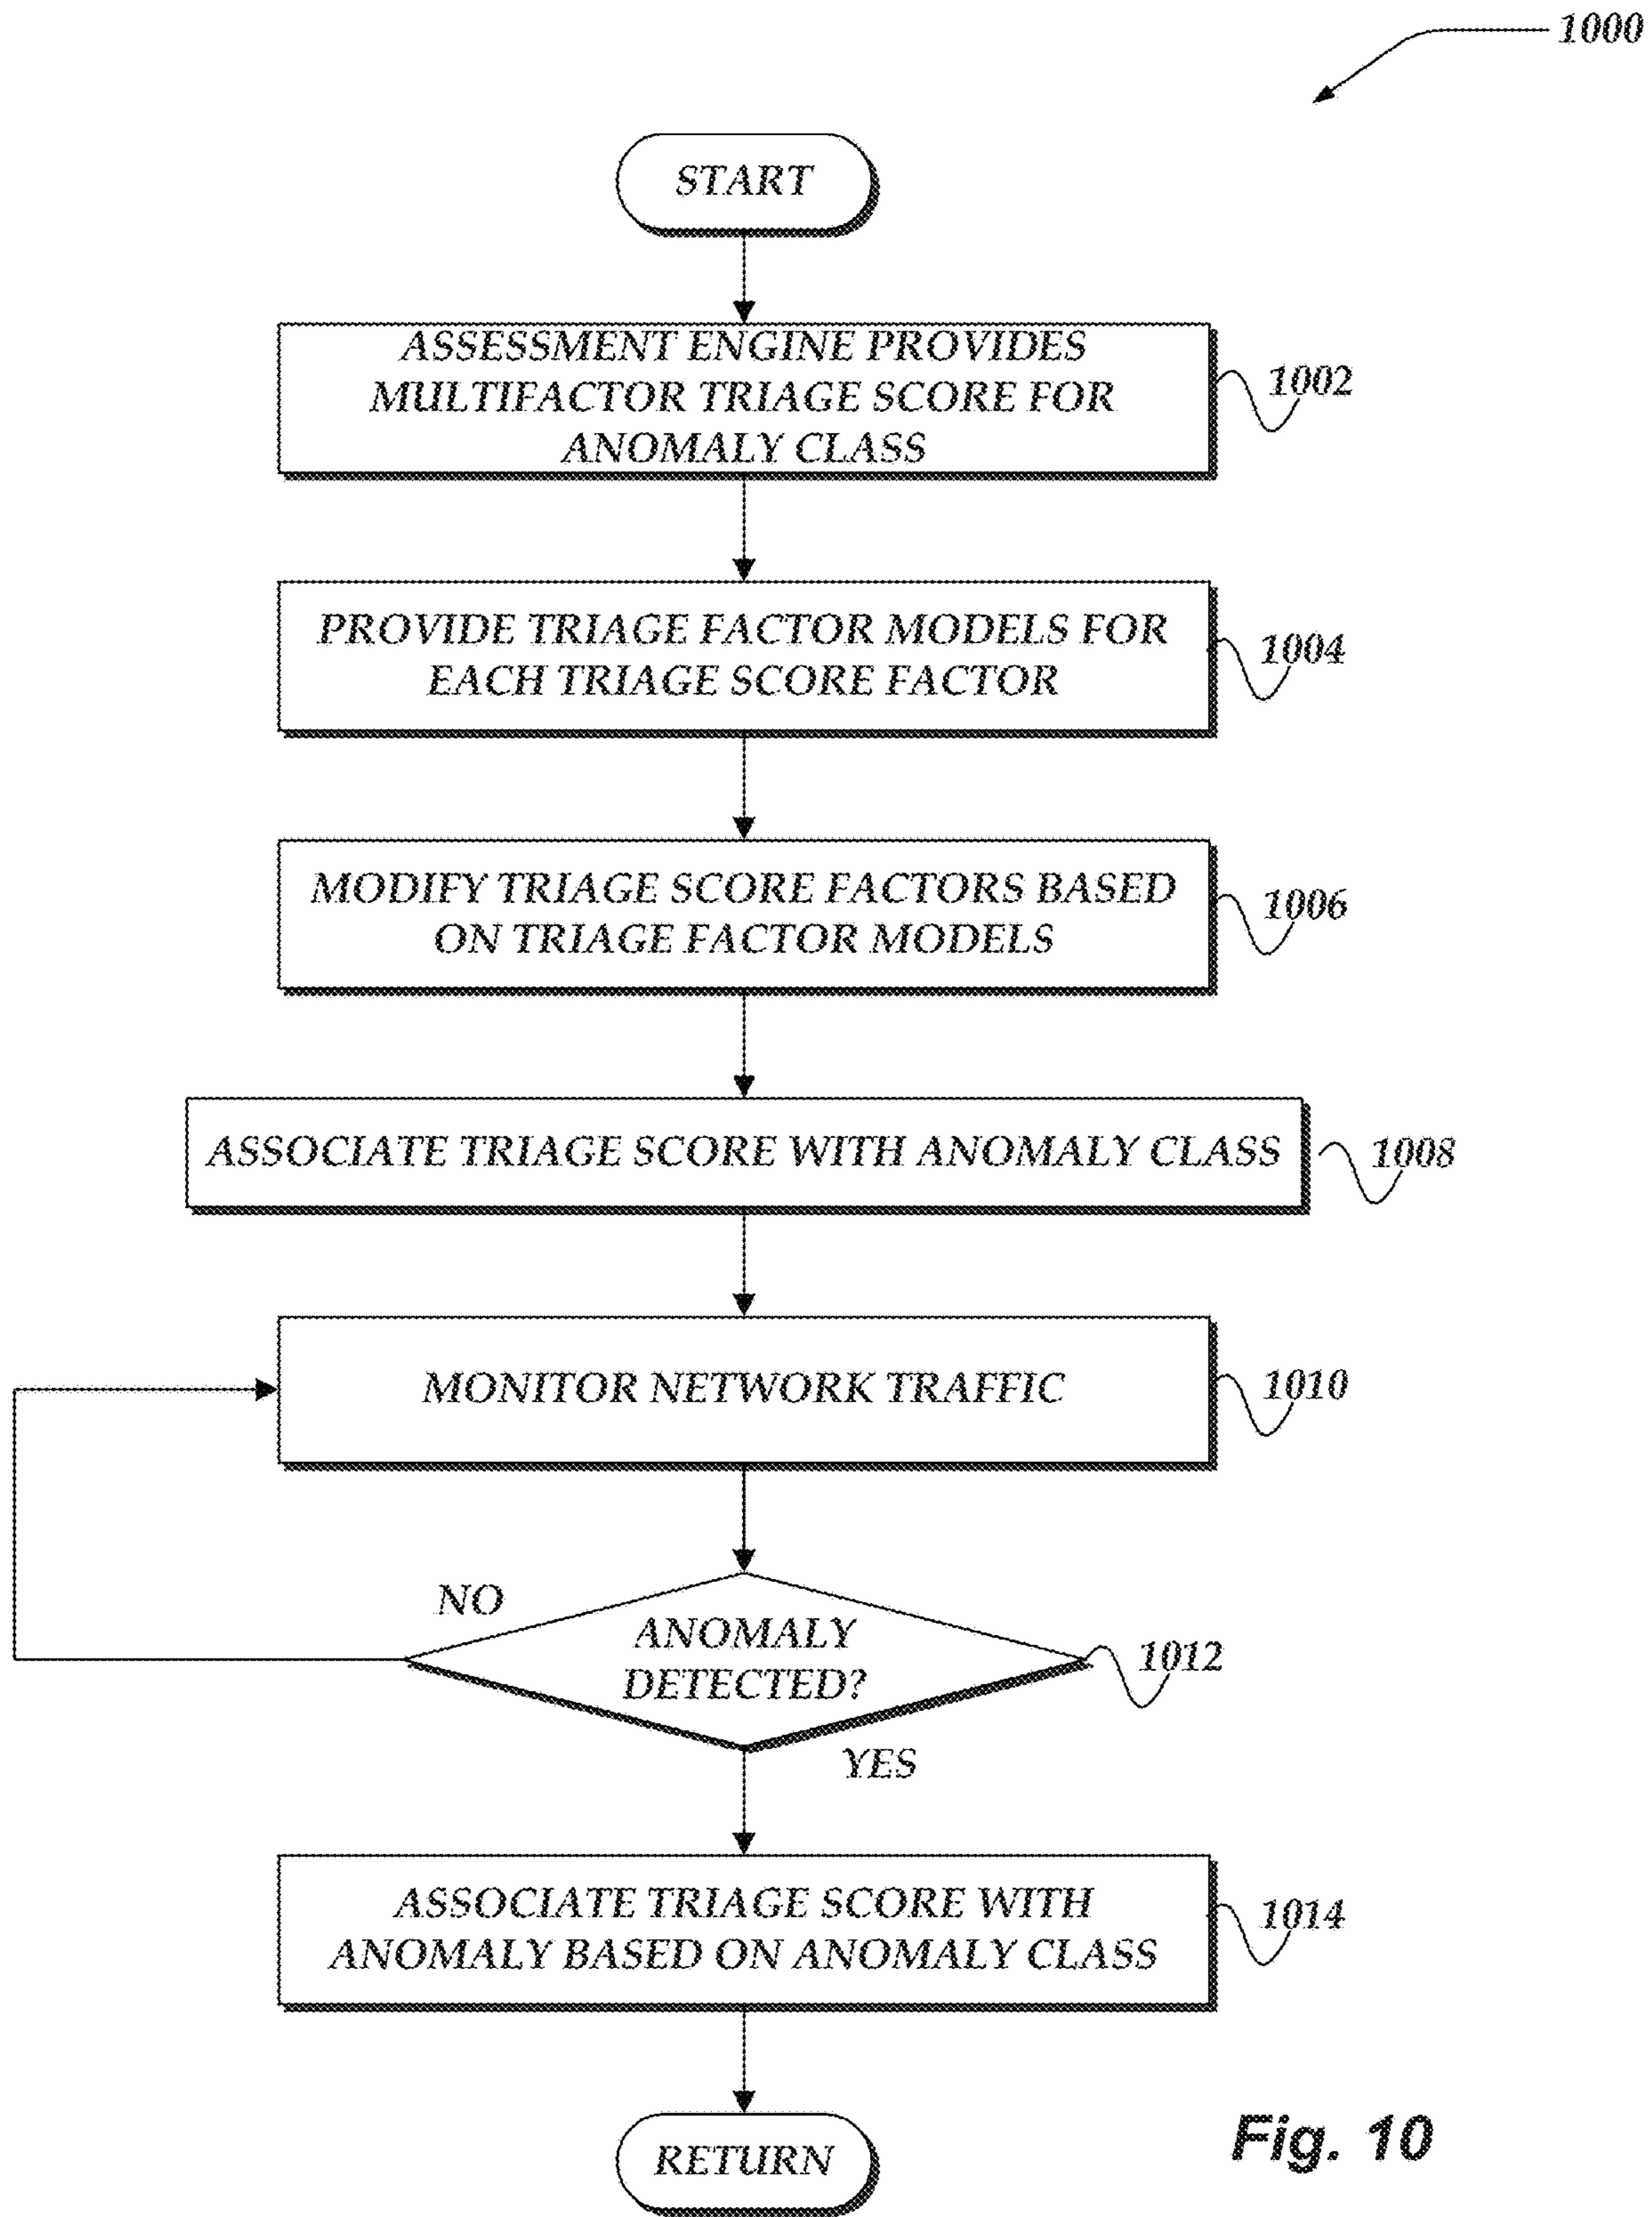 1000
START
ASSESSMENT ENGINE PROVIDES
MULTIFACTOR TRIAGE SCORE FOR
ANOMALY CLASS
1002
PROVIDE TRIAGE FACTOR MODELS FOR
EACH TRIAGE SCORE FACTOR
1004
MODIFY TRIAGE SCORE FACTORS BASED
ON TRIAGE FACTOR MODELS
1006
ASSOCIATE TRIAGE SCORE WITH ANOMALY CLASS
1008
MONITOR NETWORK TRAFFIC
1010
NO
ANOMALY
DETECTED?
1012
YES
ASSOCIATE TRIAGE SCORE WITH
ANOMALY BASED ON ANOMALY CLASS
1014
RETURN
Fig. 10